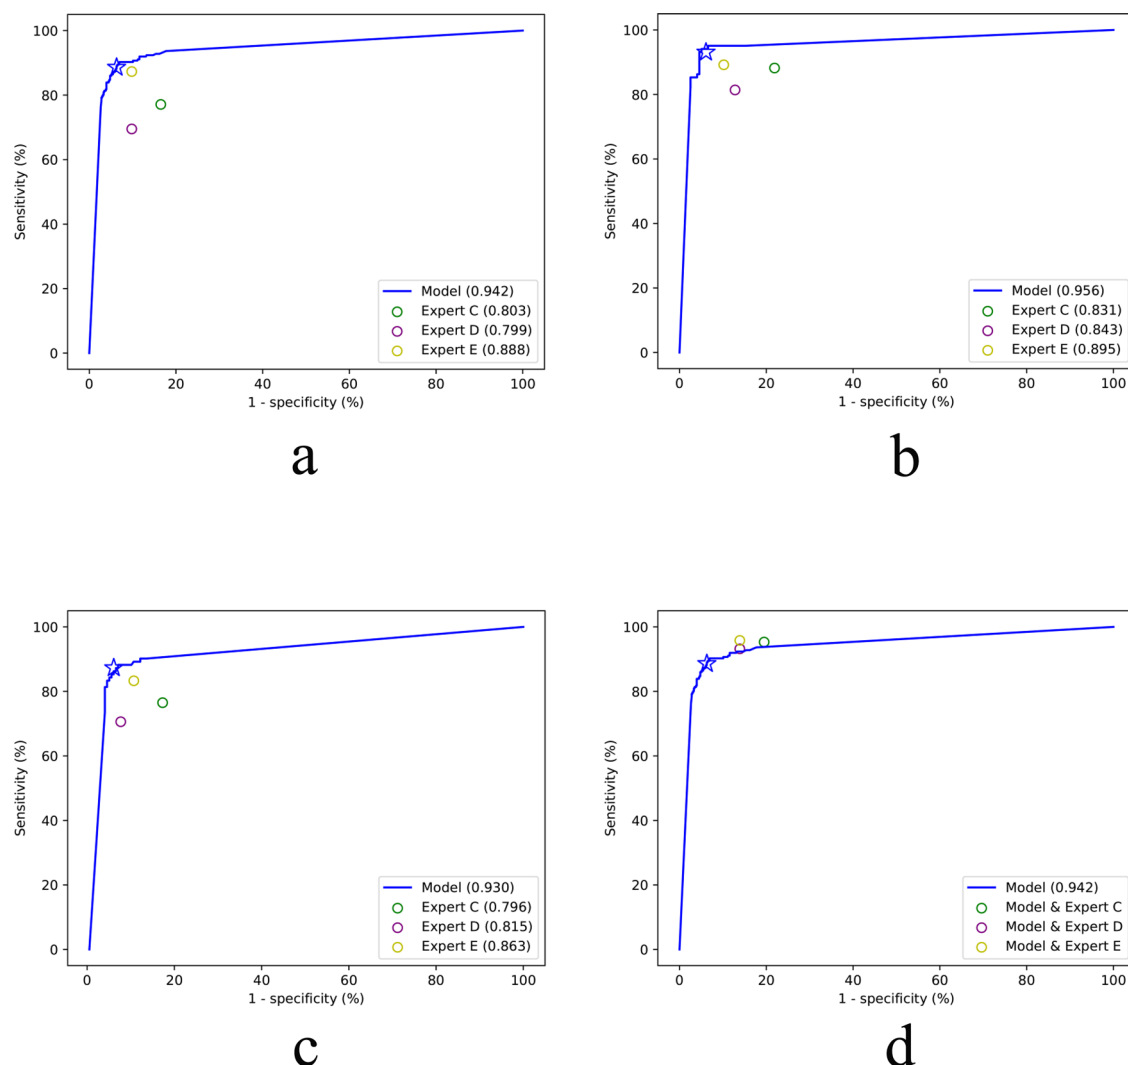 100
80
60
40
20
0
Sensitivity (%)
Model (0.942)
Expert C (0.803)
Expert D (0.799)
Expert E (0.888)
0 20 40 60 80 100
1 - specificity (%)
a
100
80
60
40
20
0
Sensitivity (%)
Model (0.956)
Expert C (0.831)
Expert D (0.843)
Expert E (0.895)
0 20 40 60 80 100
1 - specificity (%)
b
100
80
60
40
20
0
Sensitivity (%)
Model (0.930)
Expert C (0.796)
Expert D (0.815)
Expert E (0.863)
0 20 40 60 80 100
1 - specificity (%)
c
100
80
60
40
20
0
Sensitivity (%)
Model (0.942)
Model & Expert C
Model & Expert D
Model & Expert E
0 20 40 60 80 100
1 - specificity (%)
d